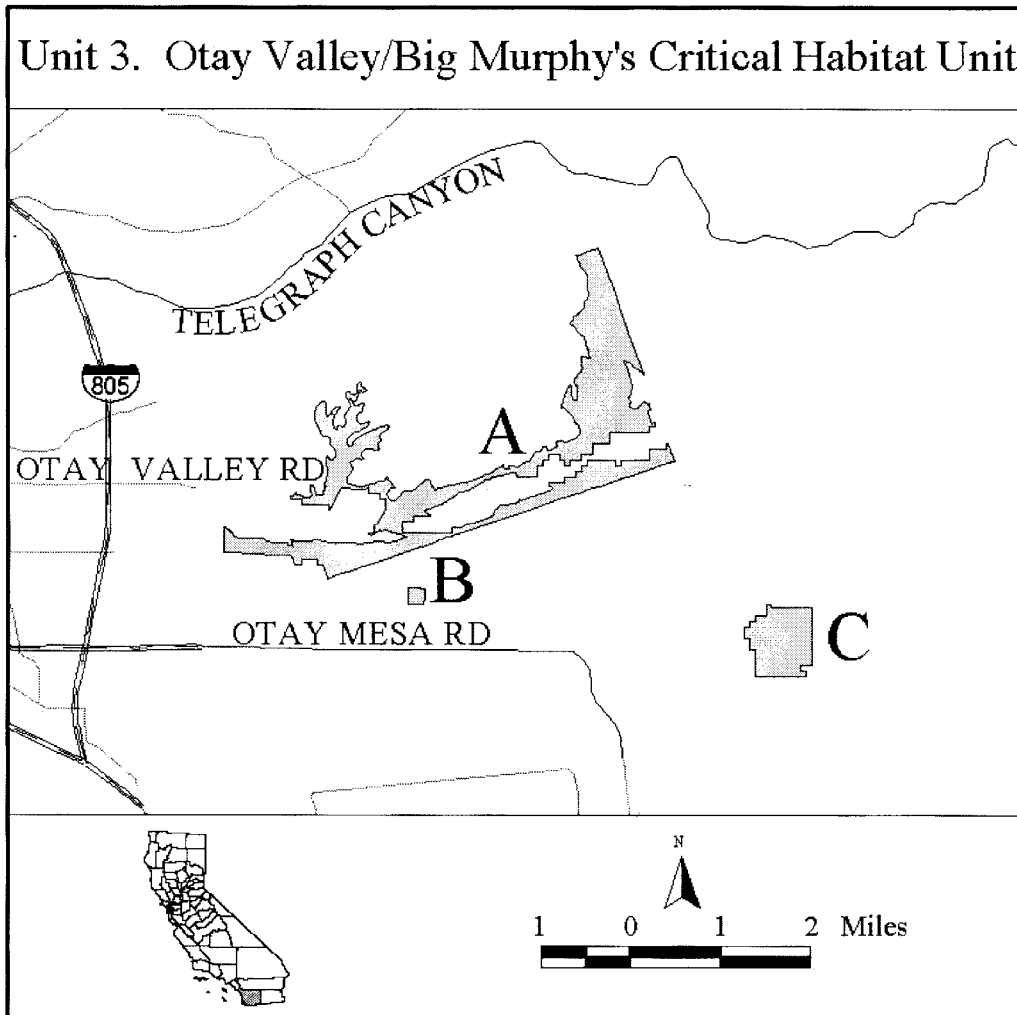 Unit 3. Otay Valley/Big Murphy's Critical Habitat Unit
TELEGRAPH CANYON
805
A
OTAY VALLEY RD
B
OTAY MESA RD
C
N
1 0 1 2 Miles